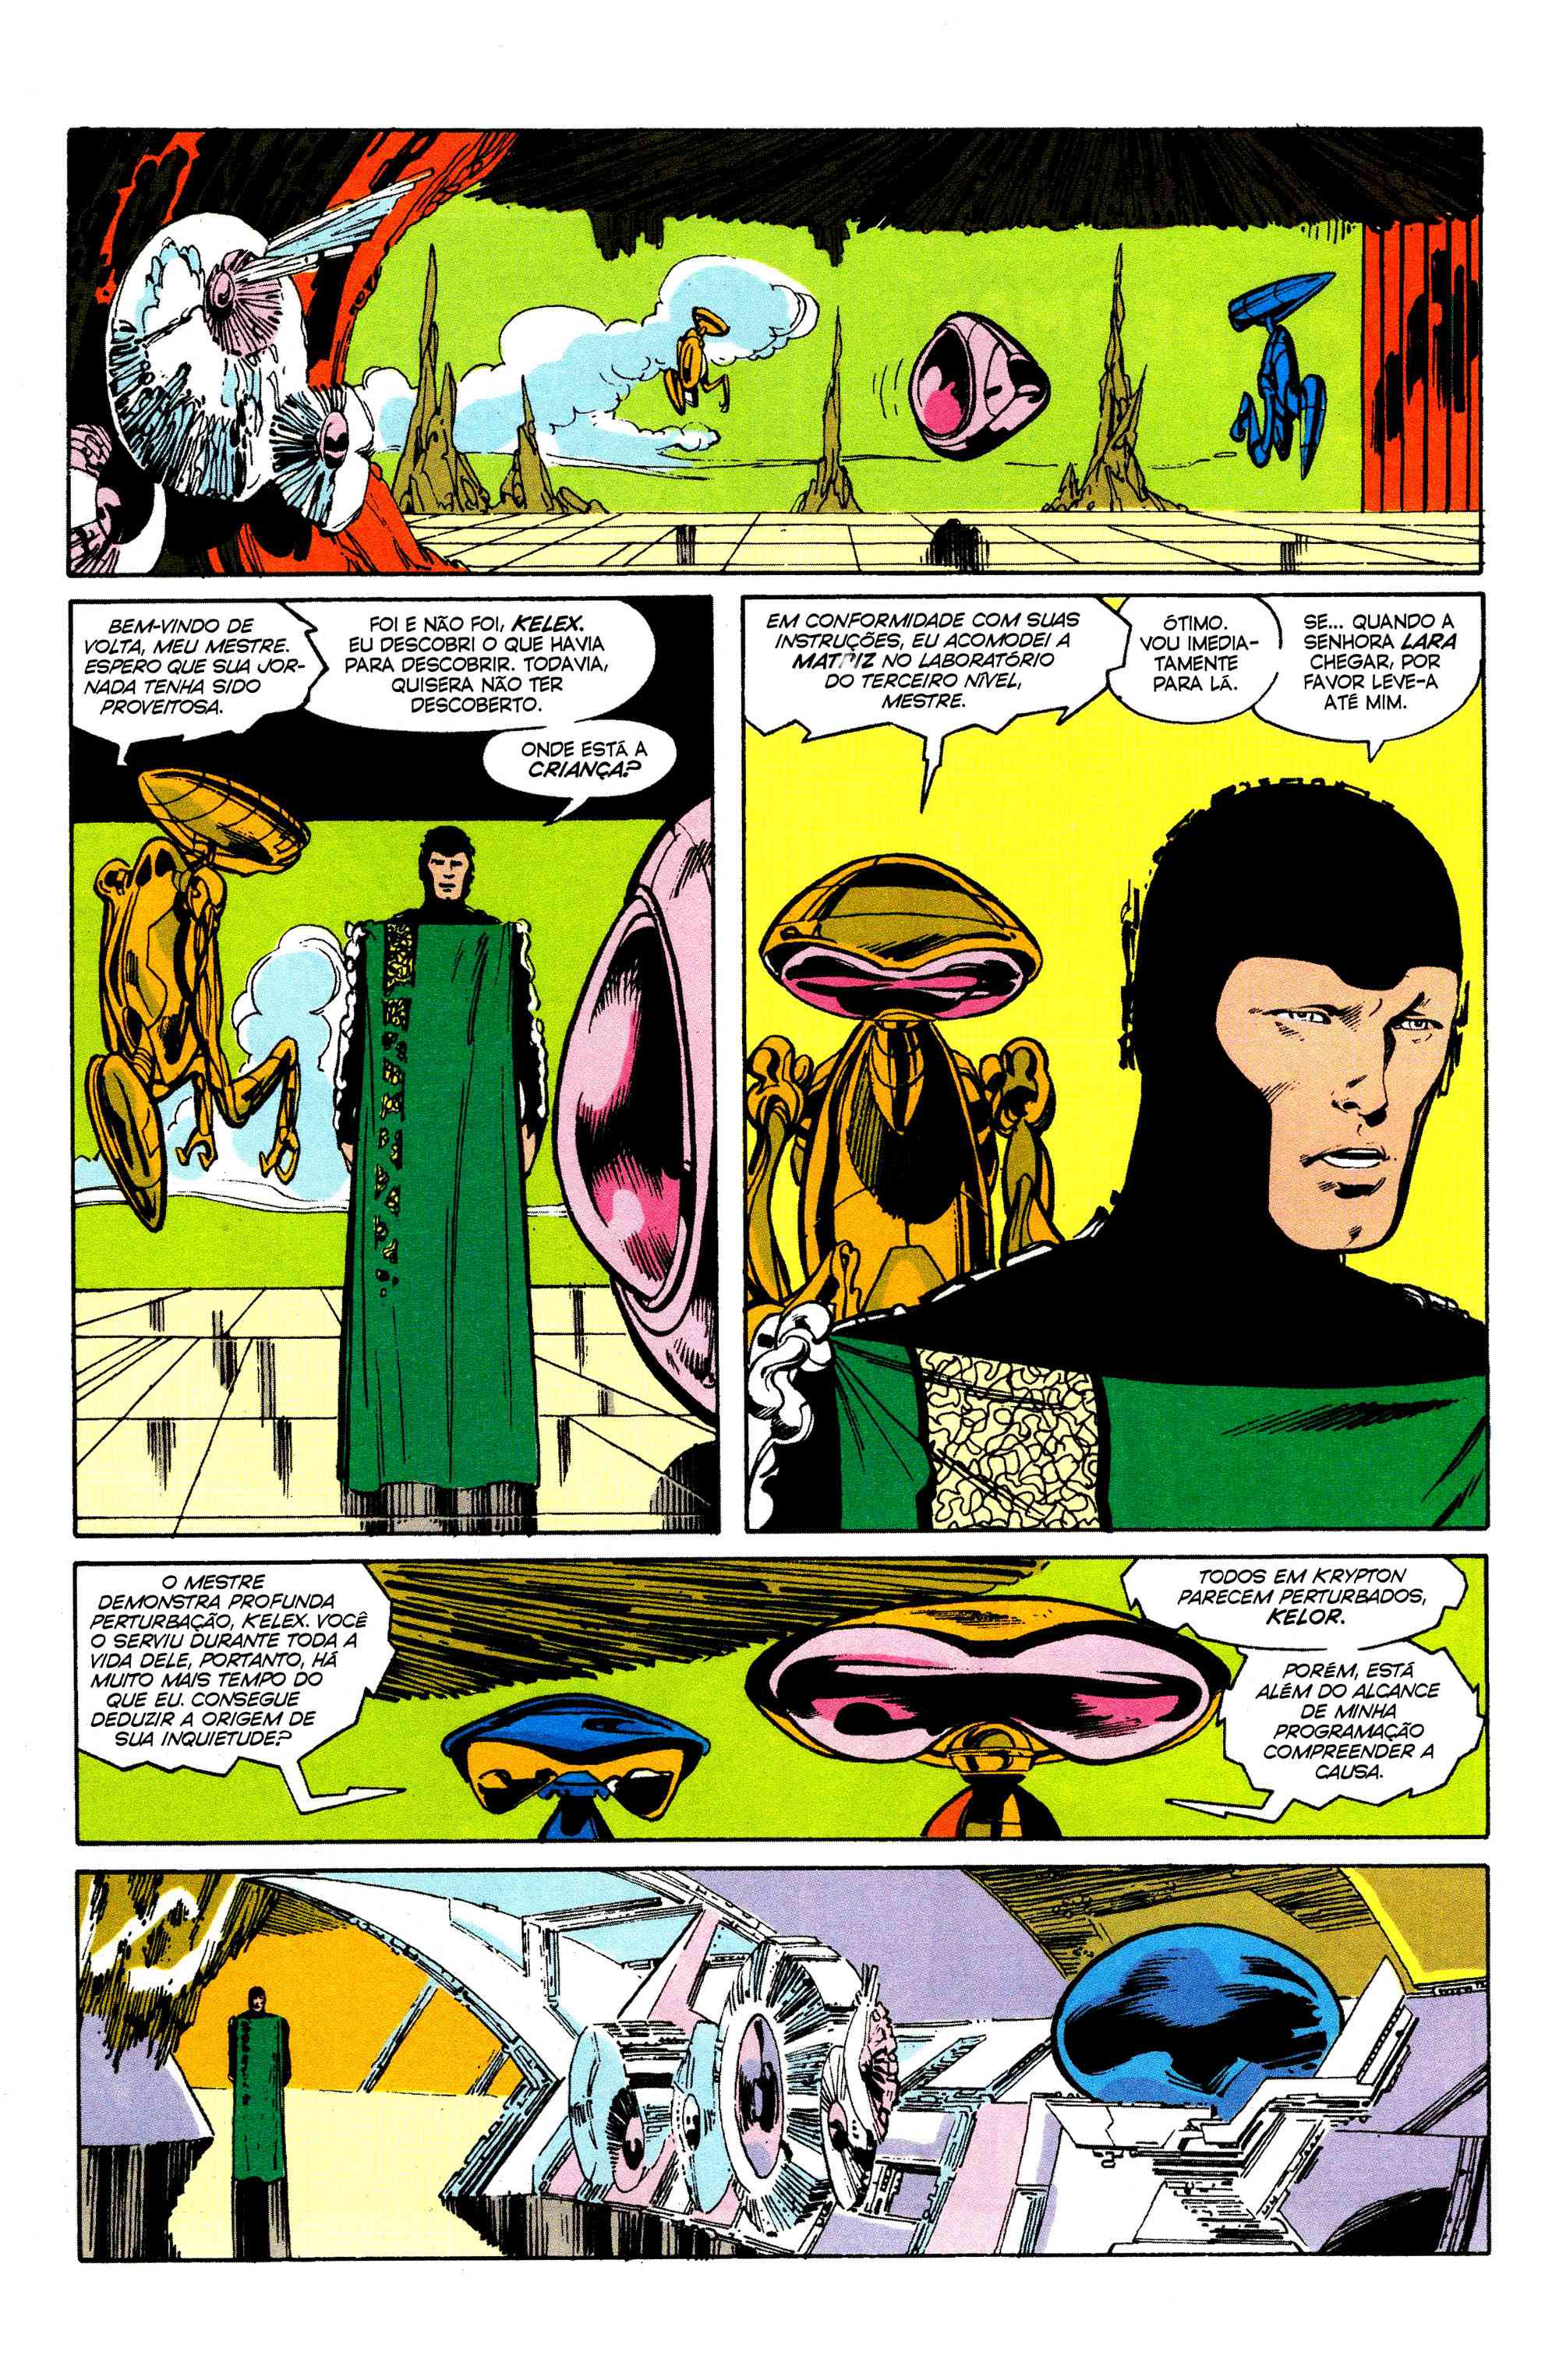 BEM-VINDO DE
VOLTA, MEU MESTRE.
ESPERO QUE SUA JOR-
NADA TENHA SIDO
PROVEITOSA.
FOI E NÃO FOI, KELEX.
EU DESCOBRI O QUE HAVIA
PARA DESCOBRIR. TODAVIA,
QUISERA NÃO TER
DESCOBERTO.
ONDE ESTÁ A
CRIANÇA?
EM CONFORMIDADE COM SUAS
INSTRUÇÕES, EU ACOMODEI A
MATRIZ NO LABORATÓRIO
DO TERCEIRO NÍVEL,
MESTRE.
ÓTIMO.
VOU IMEDIA-
TAMENTE
PARA LÁ.
SE... QUANDO A
SENHORA LARA
CHEGAR, POR
FAVOR LEVE-A
ATÉ MIM.
O MESTRE
DEMONSTRA PROFUNDA
PERTURBAÇÃO, KELEX. VOCÊ
O SERVIU DURANTE TODA A
VIDA DELE, PORTANTO, HÁ
MUITO MAIS TEMPO DO
QUE EU. CONSEGUE
DEDUZIR A ORIGEM DE
SUA INQUIETUDE?
TODOS EM KRYPTON
PARECEM PERTURBADOS,
KELOR.
PORÉM, ESTÁ
ALÉM DO ALCANCE
DE MINHA
PROGRAMAÇÃO
COMPREENDER A
CAUSA.